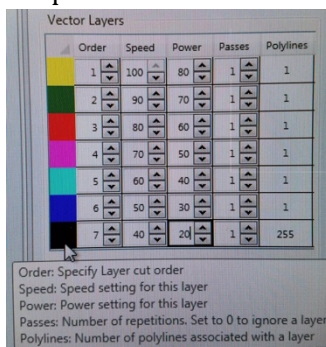 Vector Layers
Order Speed Power Passes Polylines
1 100 80 1 1
2 90 70 1 1
3 80 60 1 1
4 70 50 1 1
5 60 40 1 1
6 50 30 1 1
7 40 20 1 255
Order: Specify Layer cut order
Speed: Speed setting for this layer
Power: Power setting for this layer
Passes: Number of repetitions. Set to 0 to ignore a layer
Polylines: Number of polylines associated with a layer